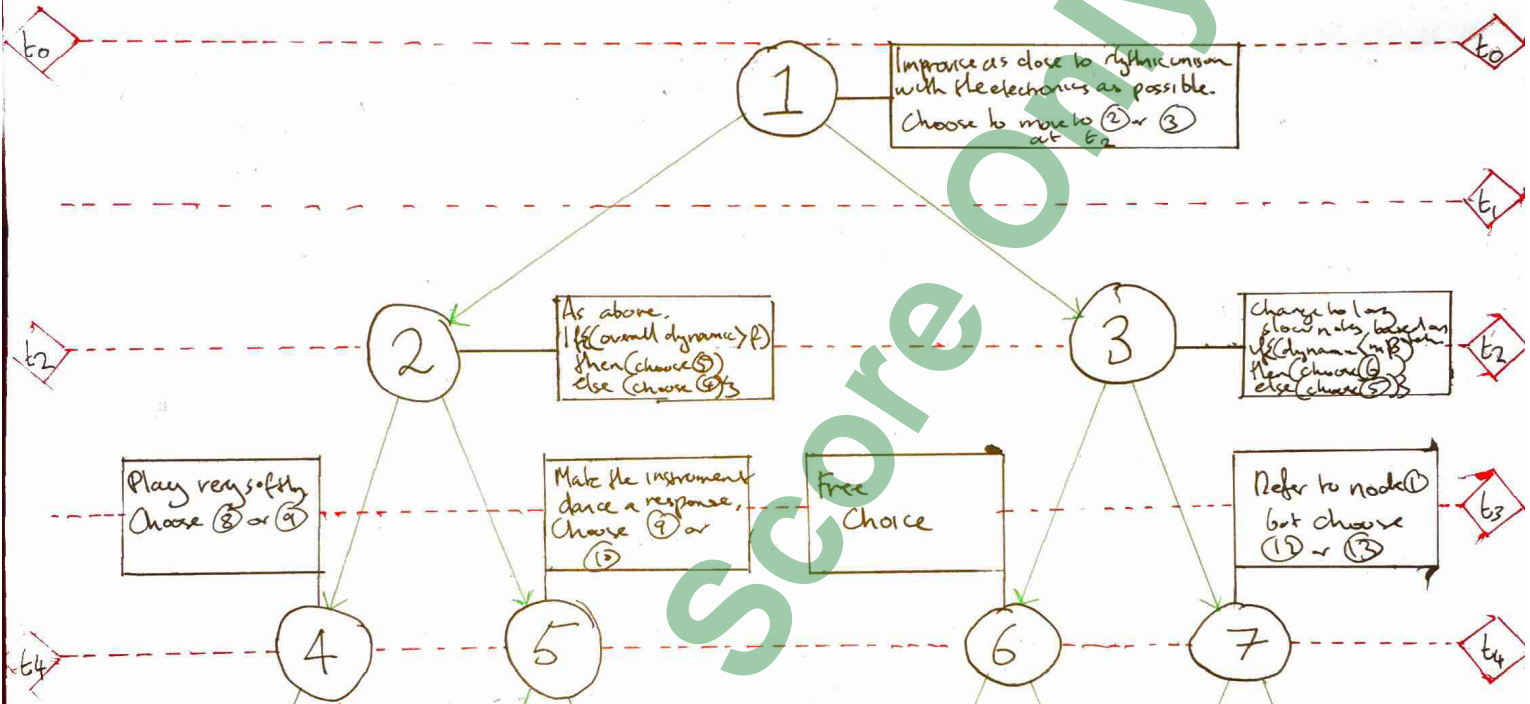 t0
t0
1
Improvise as close to rhythmic unison
with the electronics as possible.
Choose to move to 2 or 3
at t2
t1
t2
2
As above.
If{(overall dynamic > f)
then (choose 5)
else (choose 4)}
3
Change to long
slow notes, based on
if{(dynamic < mf)
then (choose 6)
else (choose 5)}
t2
Play very softly
Choose 8 or 9
Make the instrument
dance a response.
Choose 9 or
10
Free
Choice
Refer to node 1
but choose
or 13
t3
t4
4
5
6
7
t4
Score only